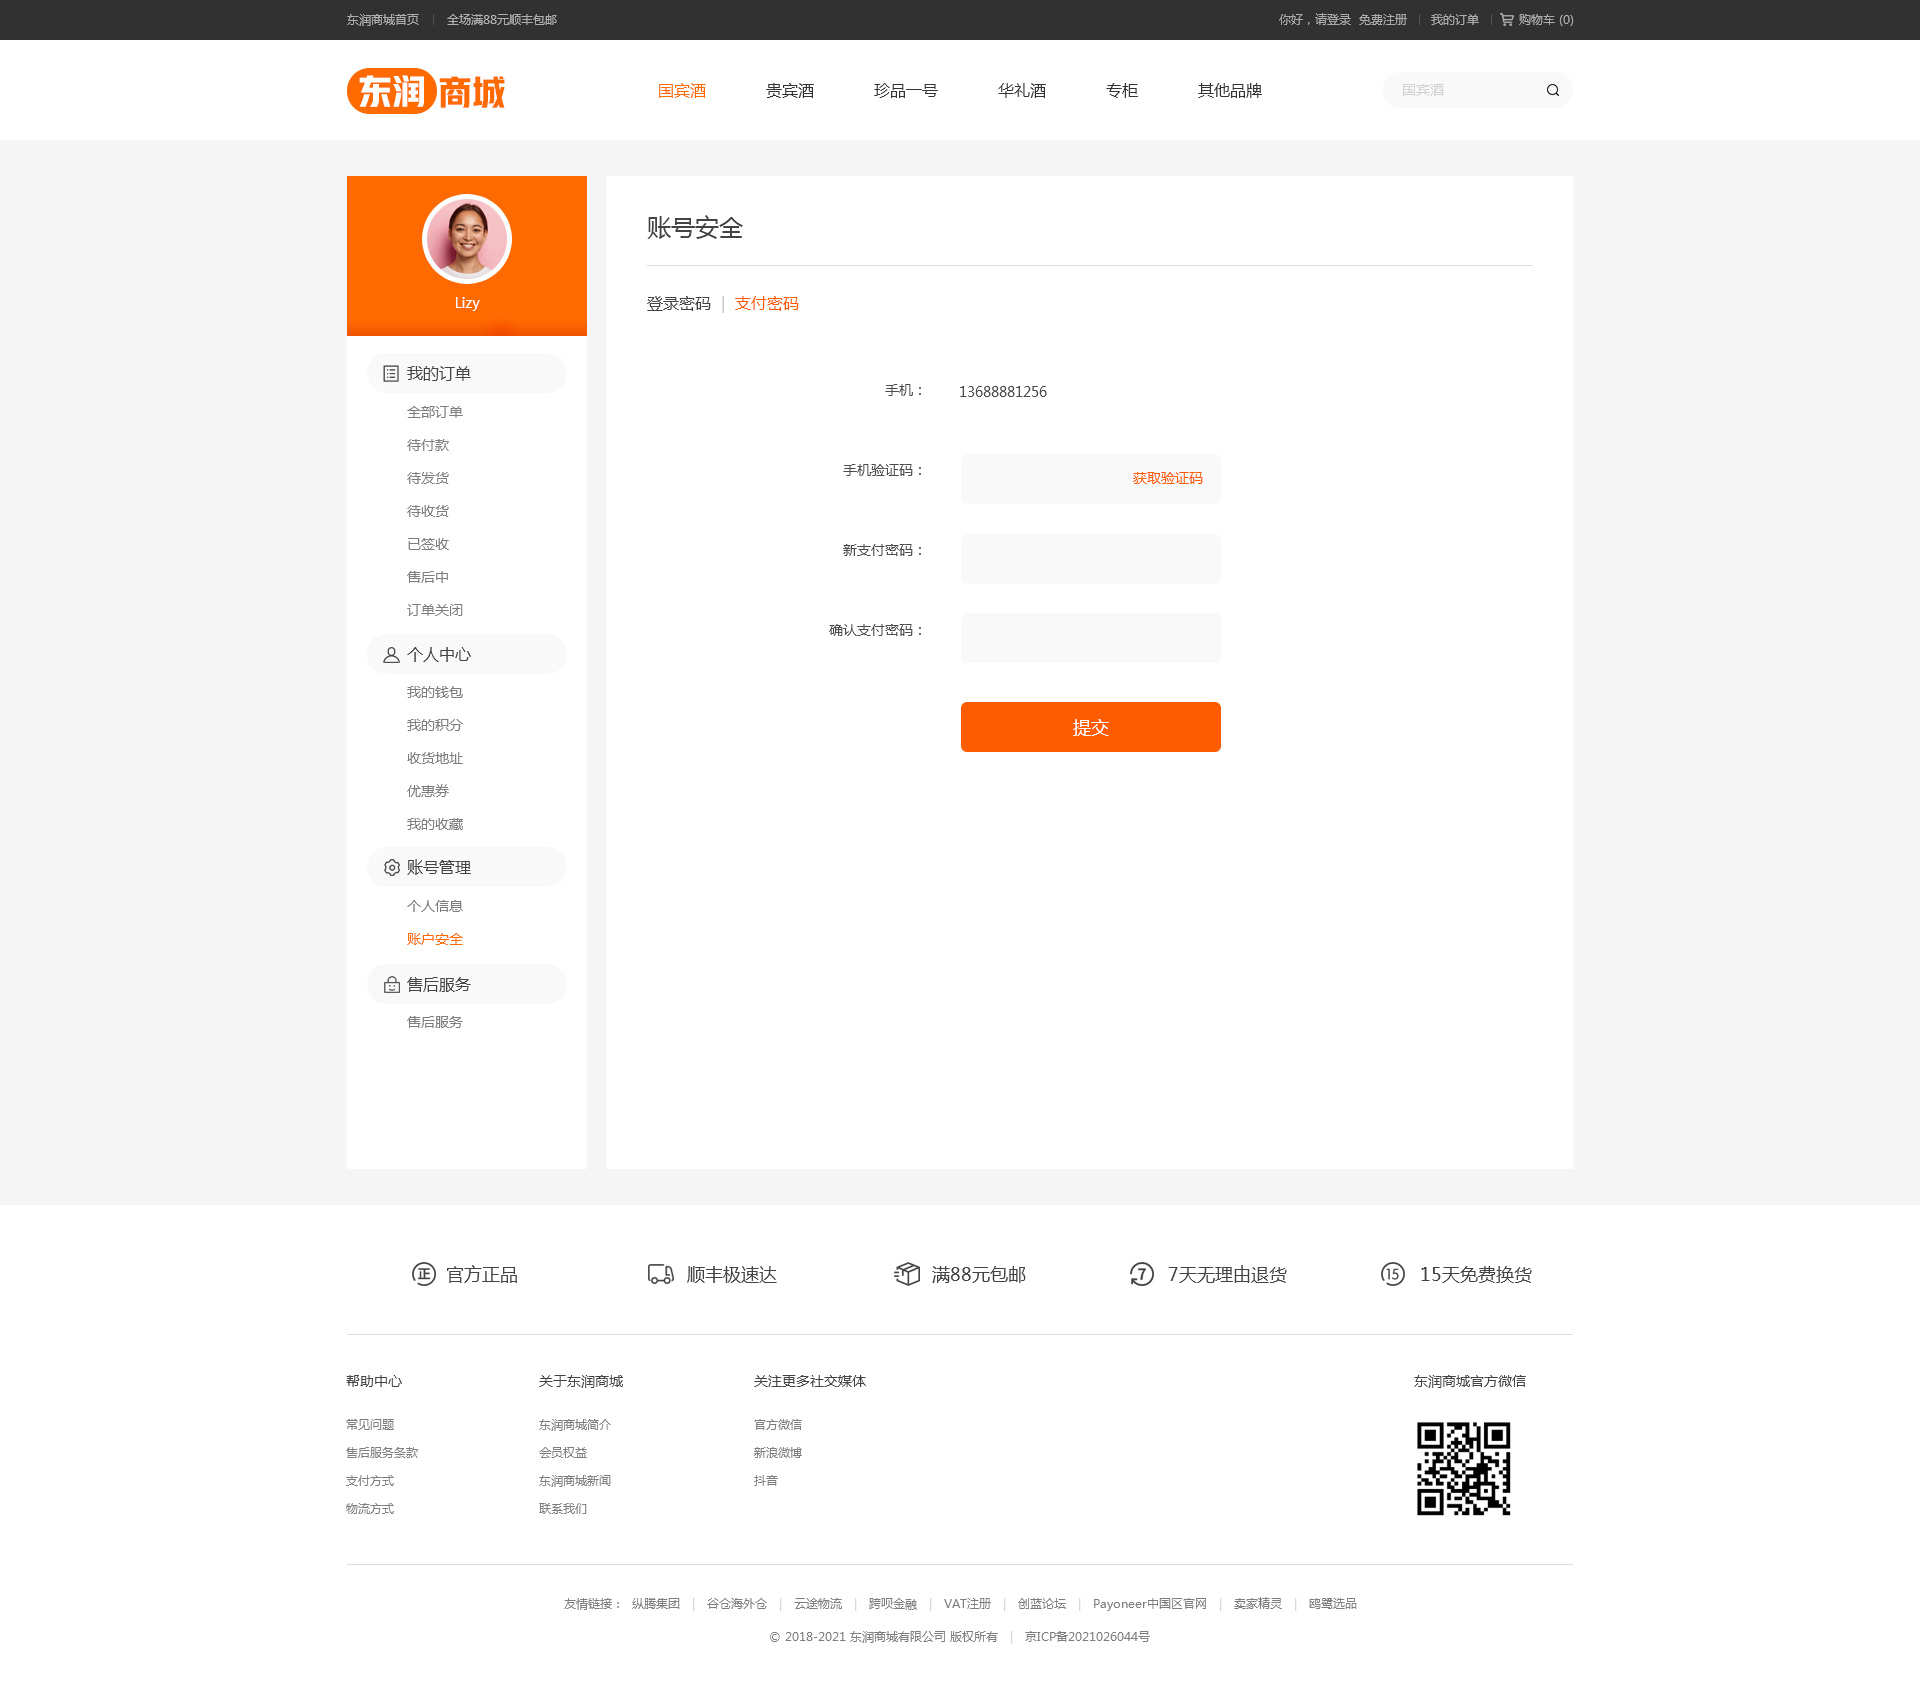 东润商城首页 | 全场满88元顺丰包邮 你好，请登录 免费注册 | 我的订单 | 购物车 (0)
东润商城 国宾酒 贵宾酒 珍品一号 华礼酒 专柜 其他品牌 国宾酒
Lizy
我的订单
全部订单
待付款
待发货
待收货
已签收
售后中
订单关闭
个人中心
我的钱包
我的积分
收货地址
优惠券
我的收藏
账号管理
个人信息
账户安全
售后服务
售后服务
账号安全
登录密码 | 支付密码
手机： 13688881256
手机验证码： 获取验证码
新支付密码：
确认支付密码：
提交
正 官方正品 顺丰极速达 满88元包邮 7 7天无理由退货 15 15天免费换货
帮助中心
常见问题
售后服务条款
支付方式
物流方式
关于东润商城
东润商城简介
会员权益
东润商城新闻
联系我们
关注更多社交媒体
官方微信
新浪微博
抖音
东润商城官方微信
友情链接： 纵腾集团 | 谷仓海外仓 | 云途物流 | 跨呗金融 | VAT注册 | 创蓝论坛 | Payoneer中国区官网 | 卖家精灵 | 鸥鹭选品
© 2018-2021 东润商城有限公司 版权所有 | 京ICP备2021026044号